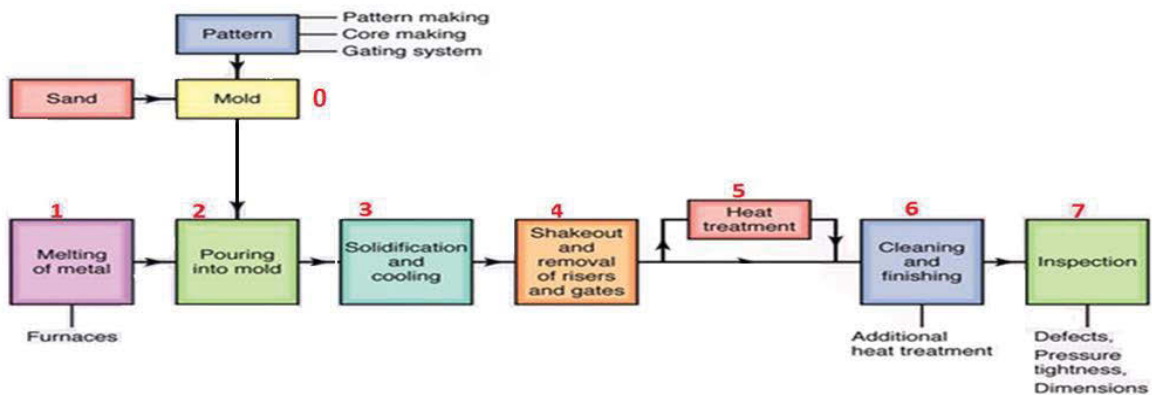 Pattern
Pattern making
Core making
Gating system
Sand
Mold
0
1
Melting
of metal
Furnaces
2
Pouring
into mold
3
Solidification
and
cooling
4
Shakeout
and
removal
of risers
and gates
5
Heat
treatment
6
Cleaning
and
finishing
Additional
heat treatment
7
Inspection
Defects,
Pressure
tightness,
Dimensions